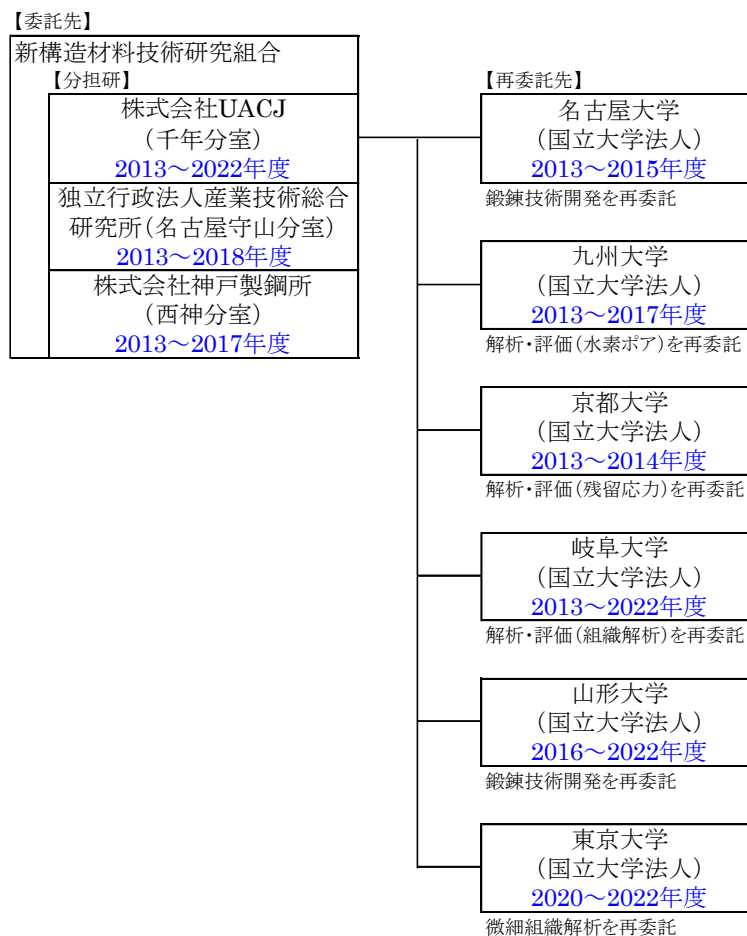 【委託先】
新構造材料技術研究組合
【分担研】
株式会社UACJ
(千年分室)
2013～2022年度
独立行政法人産業技術総合
研究所(名古屋守山分室)
2013～2018年度
株式会社神戸製鋼所
(西神分室)
2013～2017年度
【再委託先】
名古屋大学
(国立大学法人)
2013～2015年度
鍛錬技術開発を再委託
九州大学
(国立大学法人)
2013～2017年度
解析・評価(水素ポア)を再委託
京都大学
(国立大学法人)
2013～2014年度
解析・評価(残留応力)を再委託
岐阜大学
(国立大学法人)
2013～2022年度
解析・評価(組織解析)を再委託
山形大学
(国立大学法人)
2016～2022年度
鍛錬技術開発を再委託
東京大学
(国立大学法人)
2020～2022年度
微細組織解析を再委託